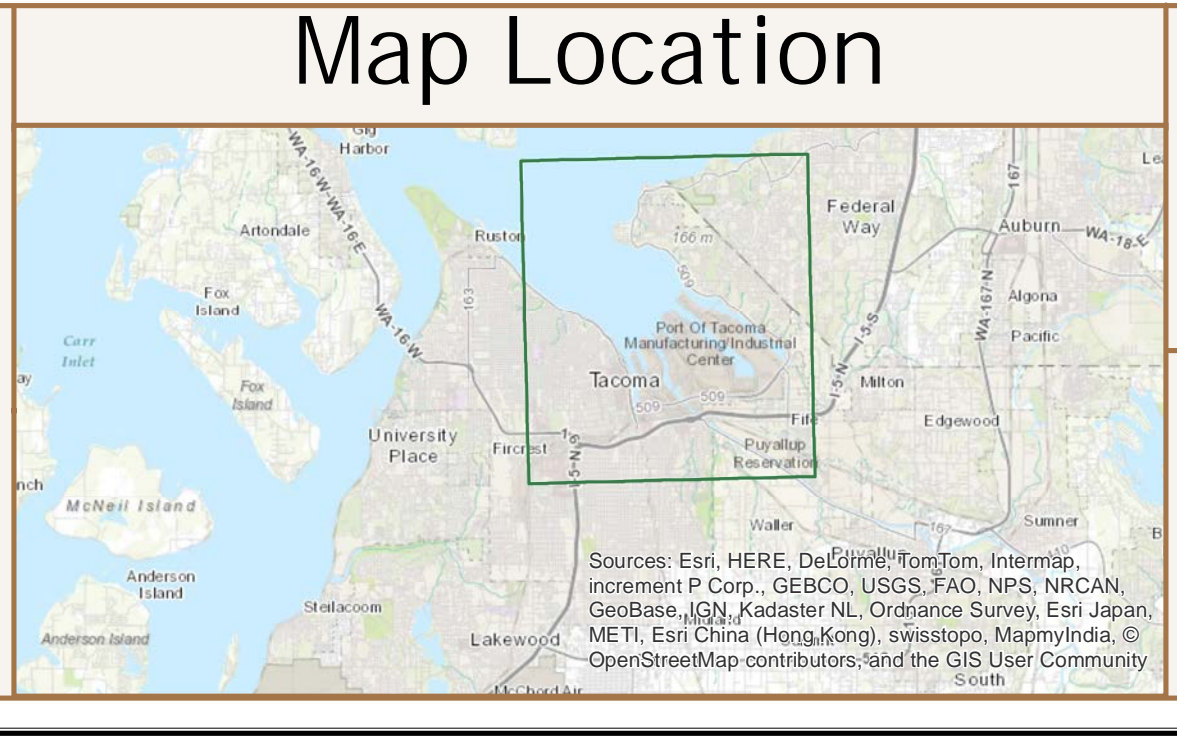 Map Location
Gig
Harbor
WA-16-W-WA-16-E
167
Federal
Way
Auburn
WA-18-E
Artondale
Ruston
166 m
509
Fox
Island
163
WA-16-W
WA-167-N
Algona
Carr
Inlet
Port Of Tacoma
Manufacturing/Industrial
Center
I-5-S
Pacific
Fox
Island
Tacoma
I-5-N
Milton
509
509
Fife
Edgewood
University
Place
Fircrest
16
I-5-N
Puyallup
Reservation
McNeil Island
Waller
167
Sumner
Anderson
Island
Steilacoom
Anderson Island
Lakewood
McChord Air
Puyallup
410
Midland
South
Sources: Esri, HERE, DeLorme, TomTom, Intermap,
increment P Corp., GEBCO, USGS, FAO, NPS, NRCAN,
GeoBase, IGN, Kadaster NL, Ordnance Survey, Esri Japan,
METI, Esri China (Hong Kong), swisstopo, MapmyIndia, ©
OpenStreetMap contributors, and the GIS User Community